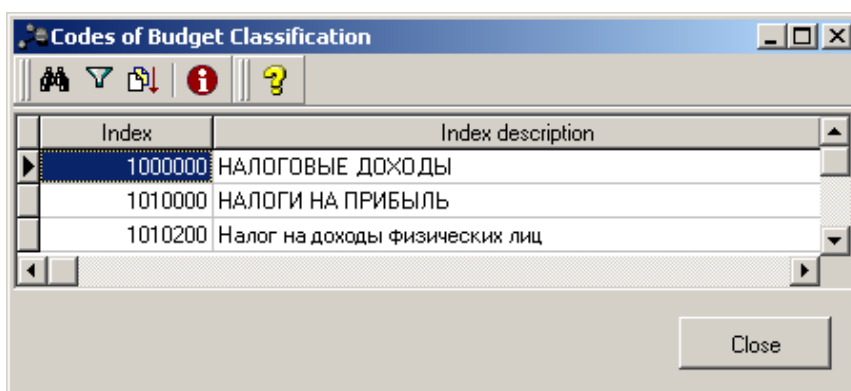 Codes of Budget Classification
Index Index description
1000000 НАЛОГОВЫЕ ДОХОДЫ
1010000 НАЛОГИ НА ПРИБЫЛЬ
1010200 Налог на доходы физических лиц
Close